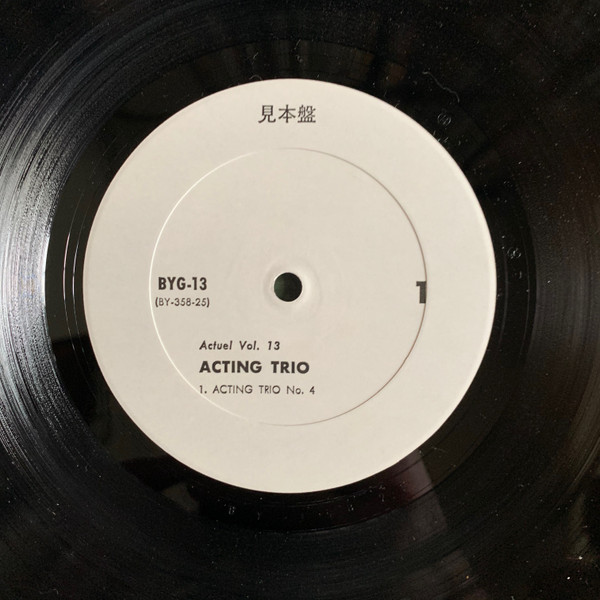 見本盤
BYG-13
(BY-358-25)
1
Actuel Vol. 13
ACTING TRIO
1. ACTING TRIO No. 4